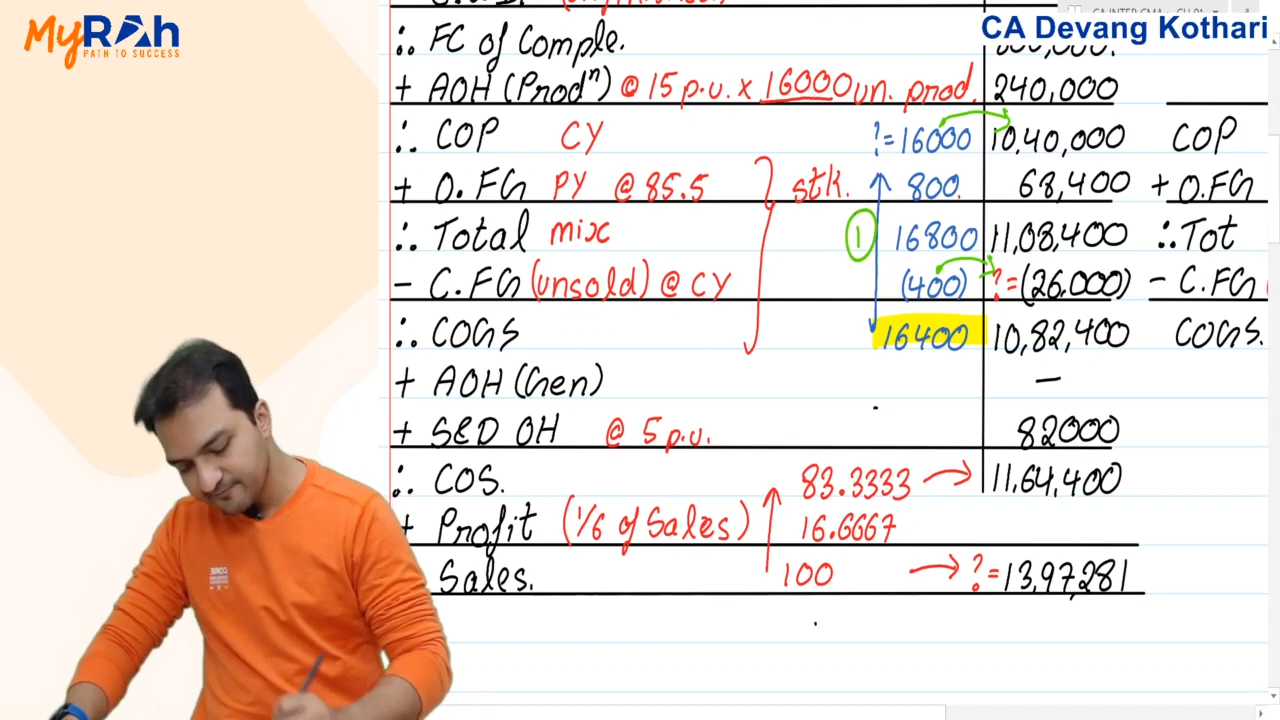 MyRAh
PATH TO SUCCESS
CA Devang Kothari
∴ FC of Comple.
+ AOH (Prodⁿ) @ 15 p.u. x 16000 un. prod. 240,000
∴ COP CY ?= 16000 10,40,000 COP
+ O.FG PY @ 85.5 stk. 800. 68,400 + O.FG
∴ Total mix ① 16800 11,08,400 ∴ Tot
- C.FG (unsold) @ CY (400) ?= (26,000) - C.FG
∴ COGS 16400 10,82,400 COGS.
+ AOH (Gen) —
+ S&D OH @ 5 p.u. 82000
∴ COS. 83.3333 → 11,64,400
+ Profit (1/6 of Sales) 16.6667
Sales. 100 → ?= 13,97,281
CORE